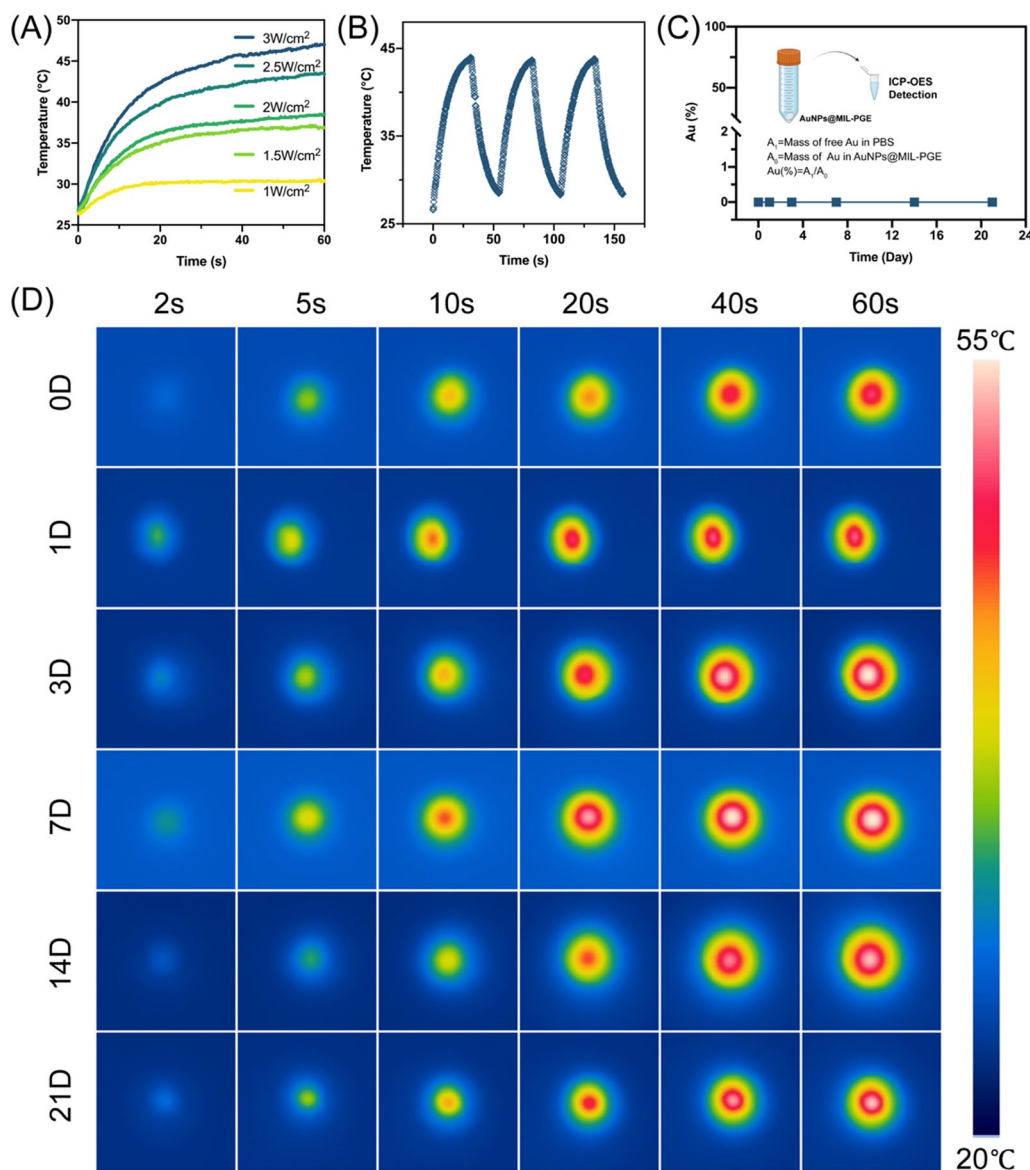 (A)
50
45
40
35
30
25
Temperature (°C)
3W/cm²
2.5W/cm²
2W/cm²
1.5W/cm²
1W/cm²
0
20
40
60
Time (s)
(B)
45
35
25
Temperature (°C)
0
50
100
150
Time (s)
(C)
100
50
2
1
0
Au (%)
ICP-OES
Detection
AuNPs@MIL-PGE
A₁=Mass of free Au in PBS
A₀=Mass of Au in AuNPs@MIL-PGE
Au(%)=A₁/A₀
0
4
8
12
16
20
24
Time (Day)
(D)
2s 5s 10s 20s 40s 60s
55℃
0D
1D
3D
7D
14D
21D
20℃